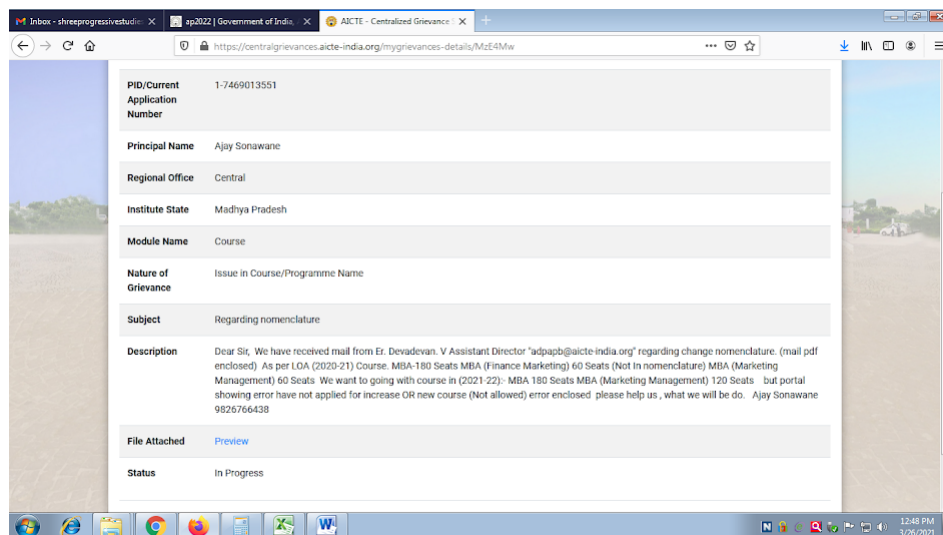 Inbox - shreeprogressivestudie
ap2022 | Government of India,
AICTE - Centralized Grievance
https://centralgrievances.aicte-india.org/mygrievances-details/MzE4Mw
PID/Current Application Number 1-7469013551
Principal Name Ajay Sonawane
Regional Office Central
Institute State Madhya Pradesh
Module Name Course
Nature of Grievance Issue in Course/Programme Name
Subject Regarding nomenclature
Description Dear Sir, We have received mail from Er. Devadevan. V Assistant Director "adpapb@aicte-india.org" regarding change nomenclature. (mail pdf
enclosed) As per LOA (2020-21) Course. MBA-180 Seats MBA (Finance Marketing) 60 Seats (Not In nomenclature) MBA (Marketing
Management) 60 Seats We want to going with course in (2021-22):- MBA 180 Seats MBA (Marketing Management) 120 Seats but portal
showing error have not applied for increase OR new course (Not allowed) error enclosed please help us , what we will be do. Ajay Sonawane
9826766438
File Attached Preview
Status In Progress
12:48 PM
3/26/2021